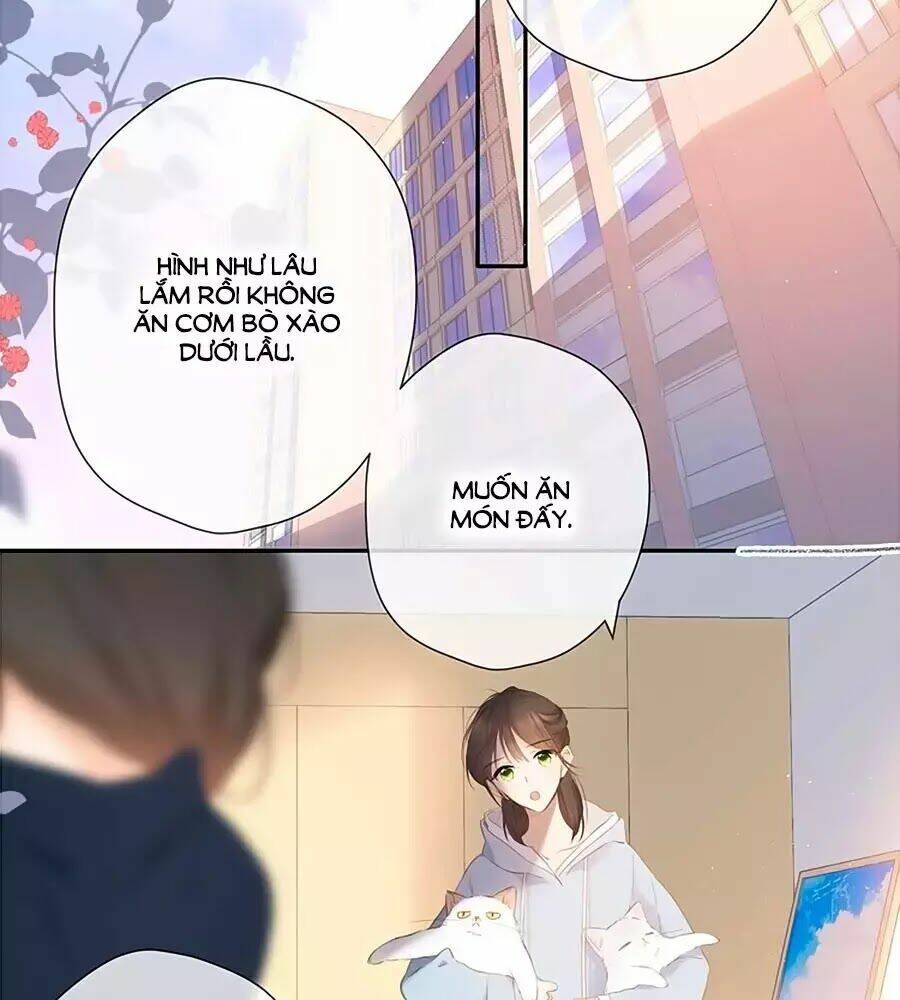 HÌNH NHƯ LÂU
LẮM RỒI KHÔNG
ĂN CƠM BÒ XÀO
DƯỚI LẦU.
MUỐN ĂN
MÓN ĐẤY.